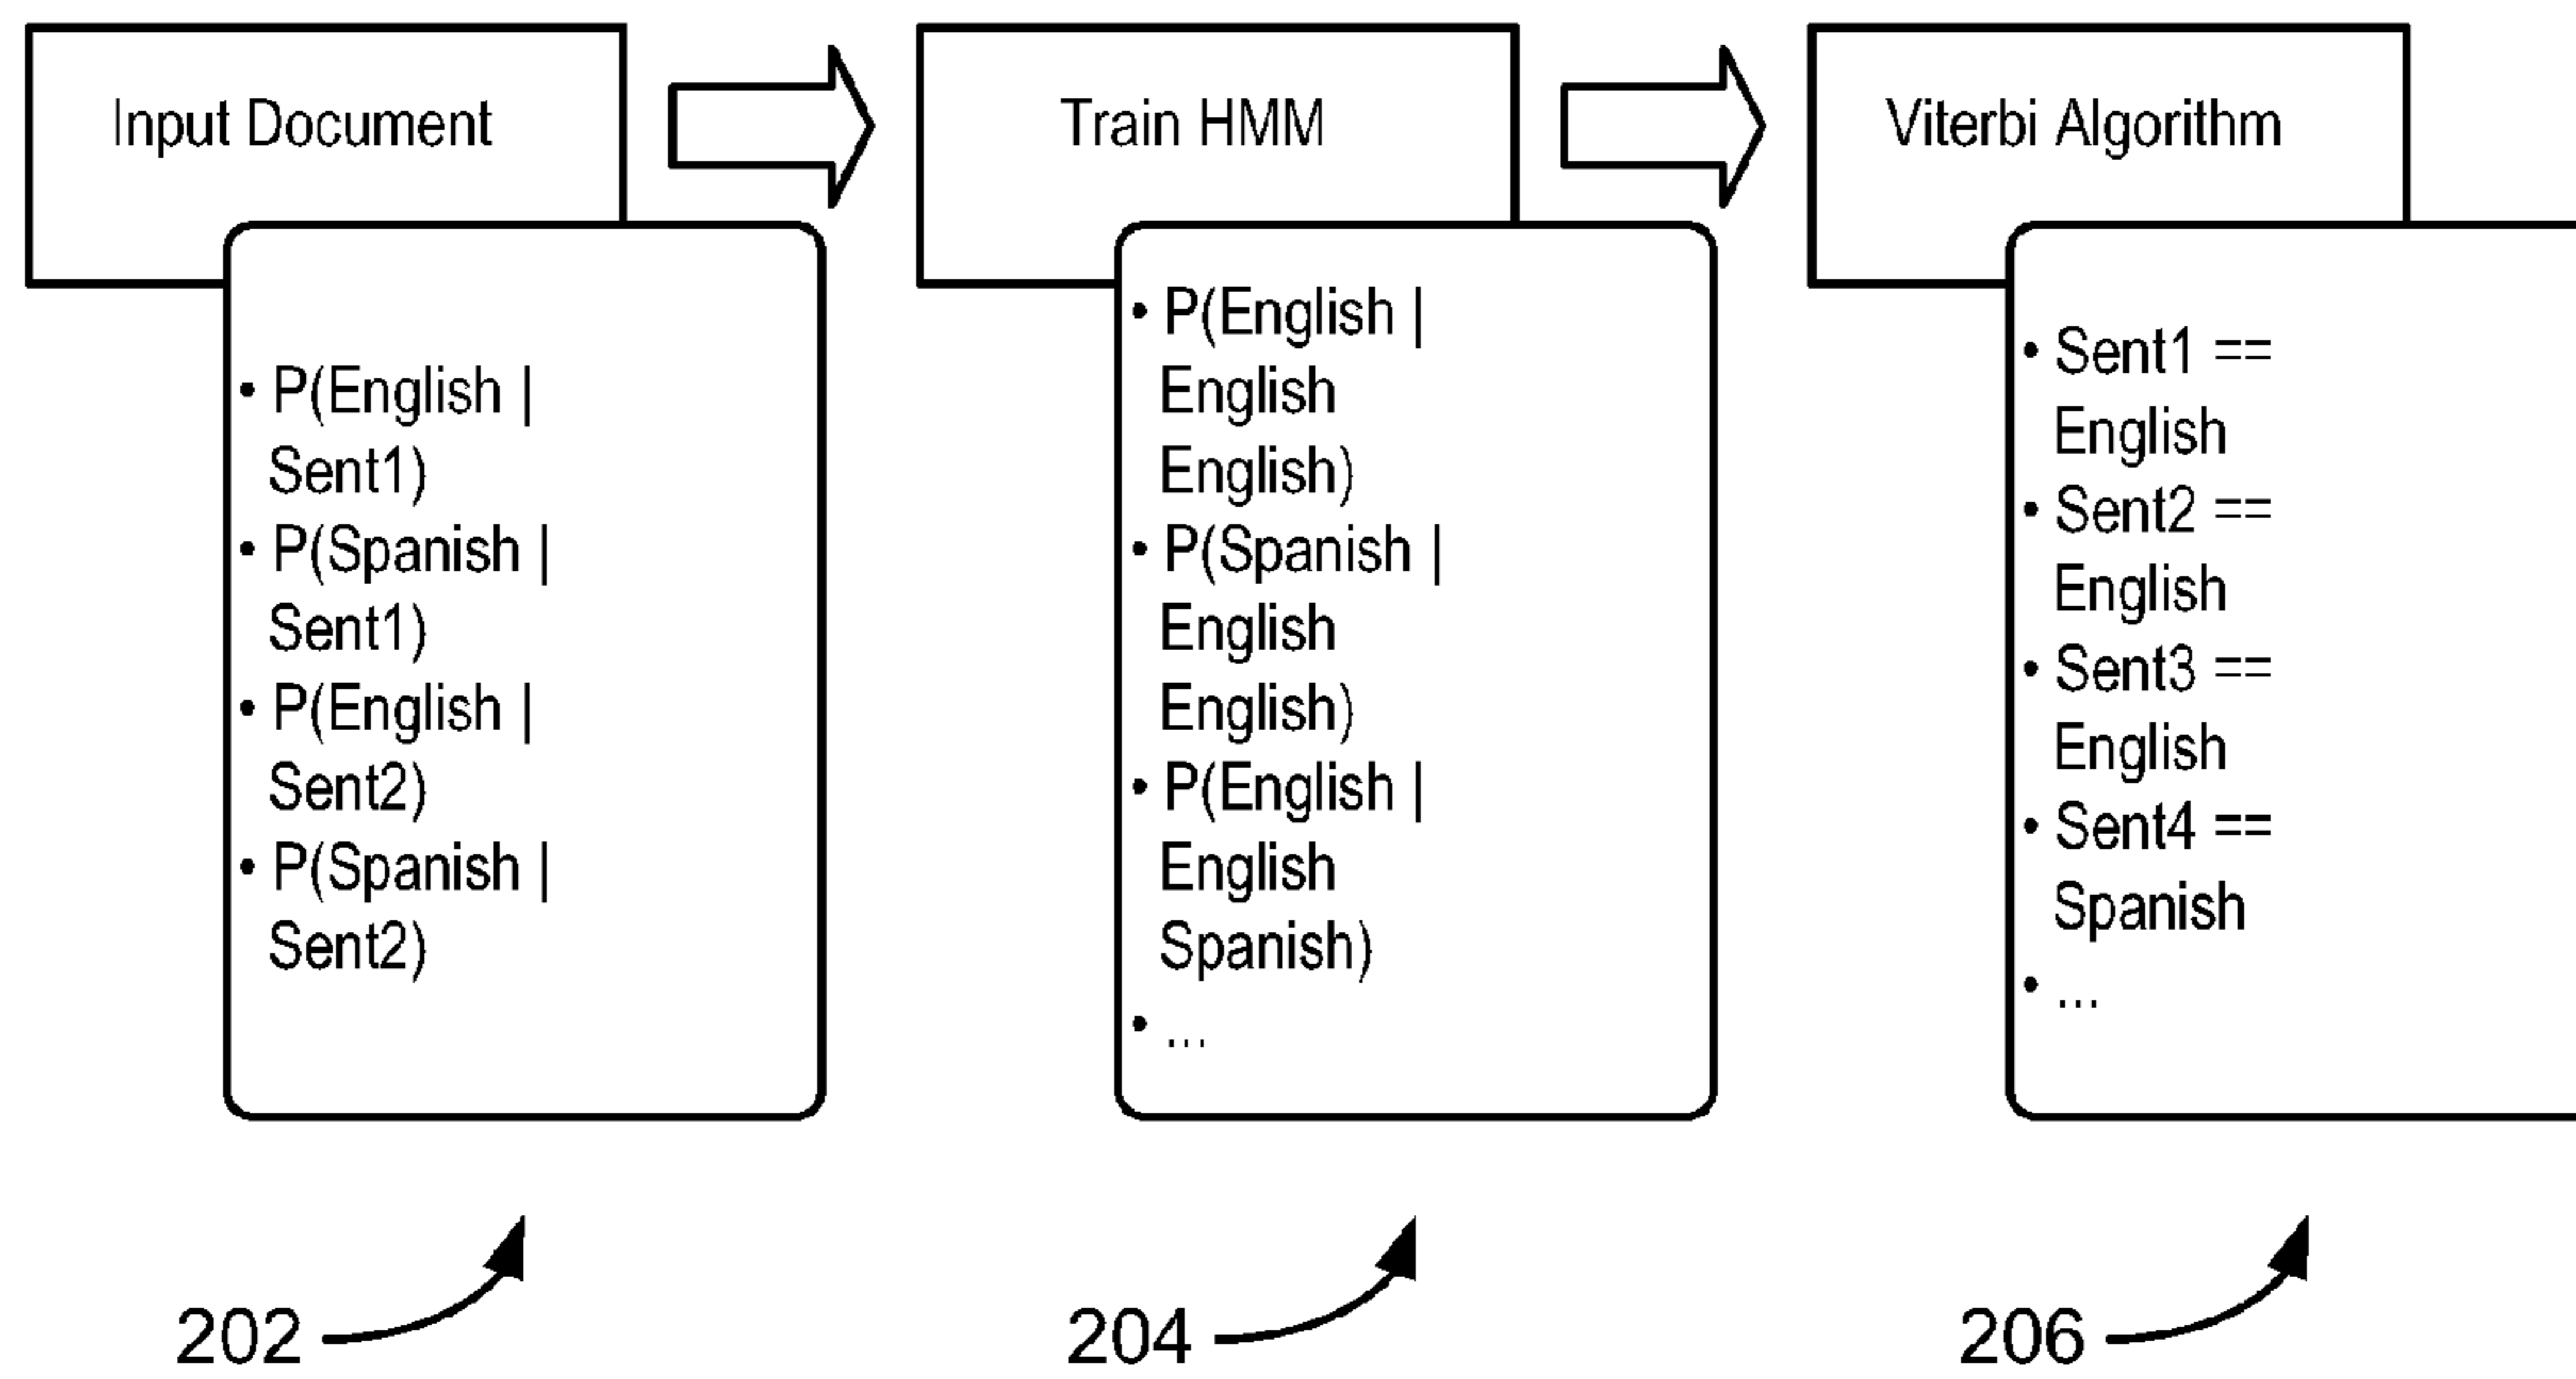 Input Document
• P(English |
Sent1)
• P(Spanish |
Sent1)
• P(English |
Sent2)
• P(Spanish |
Sent2)
202
Train HMM
• P(English |
English
English)
• P(Spanish |
English
English)
• P(English |
English
Spanish)
• ...
204
Viterbi Algorithm
• Sent1 ==
English
• Sent2 ==
English
• Sent3 ==
English
• Sent4 ==
Spanish
• ...
206